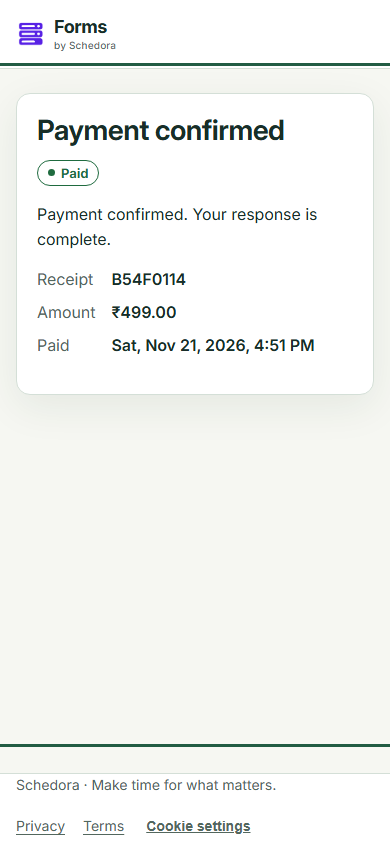 Forms
by Schedora
Payment confirmed
Paid
Payment confirmed. Your response is
complete.
Receipt B54F0114
Amount ₹499.00
Paid Sat, Nov 21, 2026, 4:51 PM
Schedora · Make time for what matters.
Privacy Terms Cookie settings